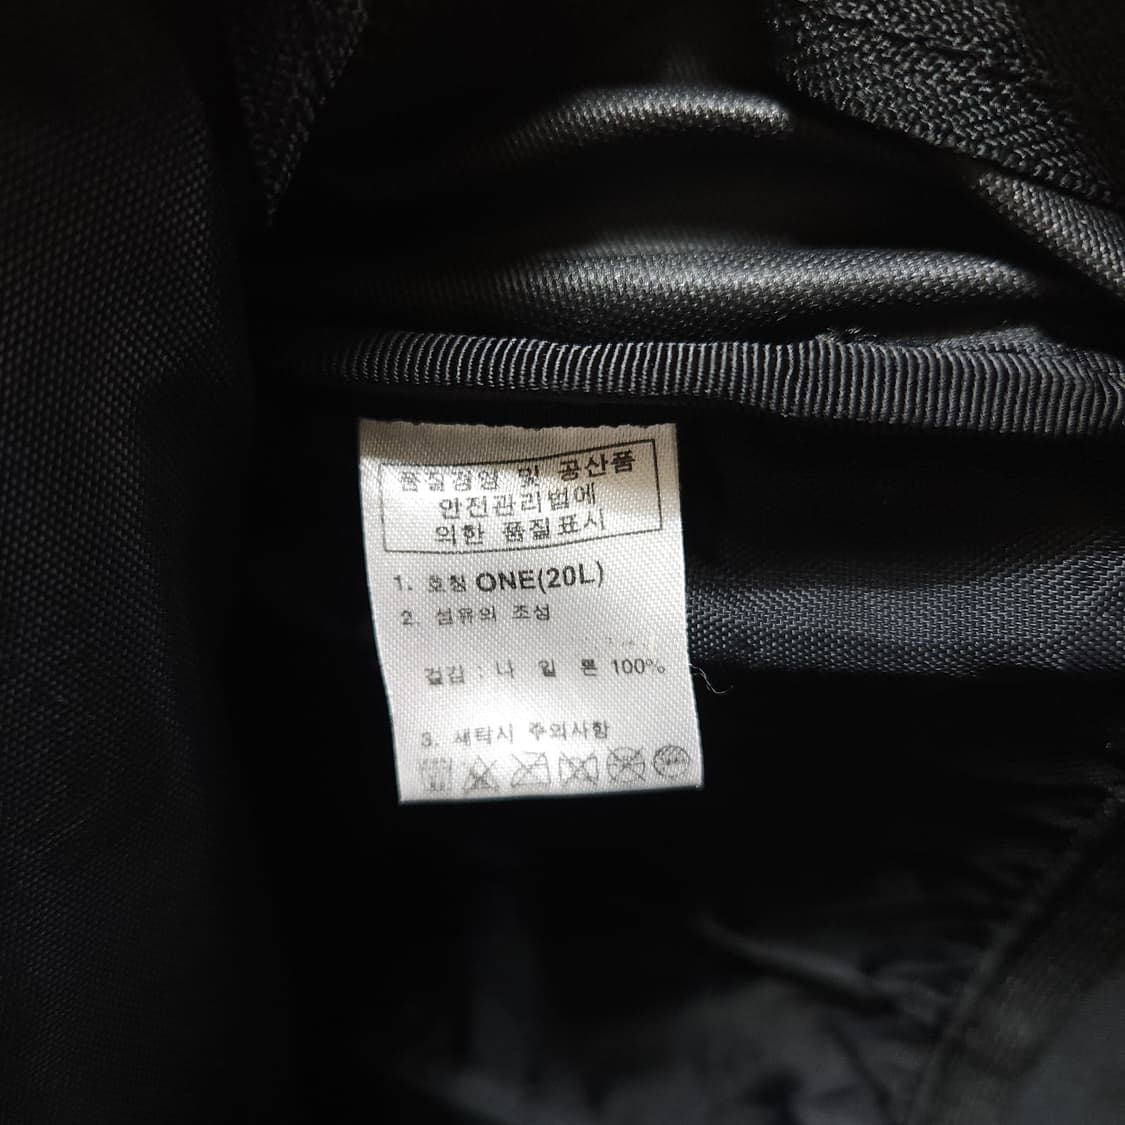 품질경영 및 공산품
안전관리법에
의한 품질표시
1. 호칭 ONE(20L)
2. 섬유의 조성
겉감 : 나 일 론 100%
3. 세탁시 주의사항